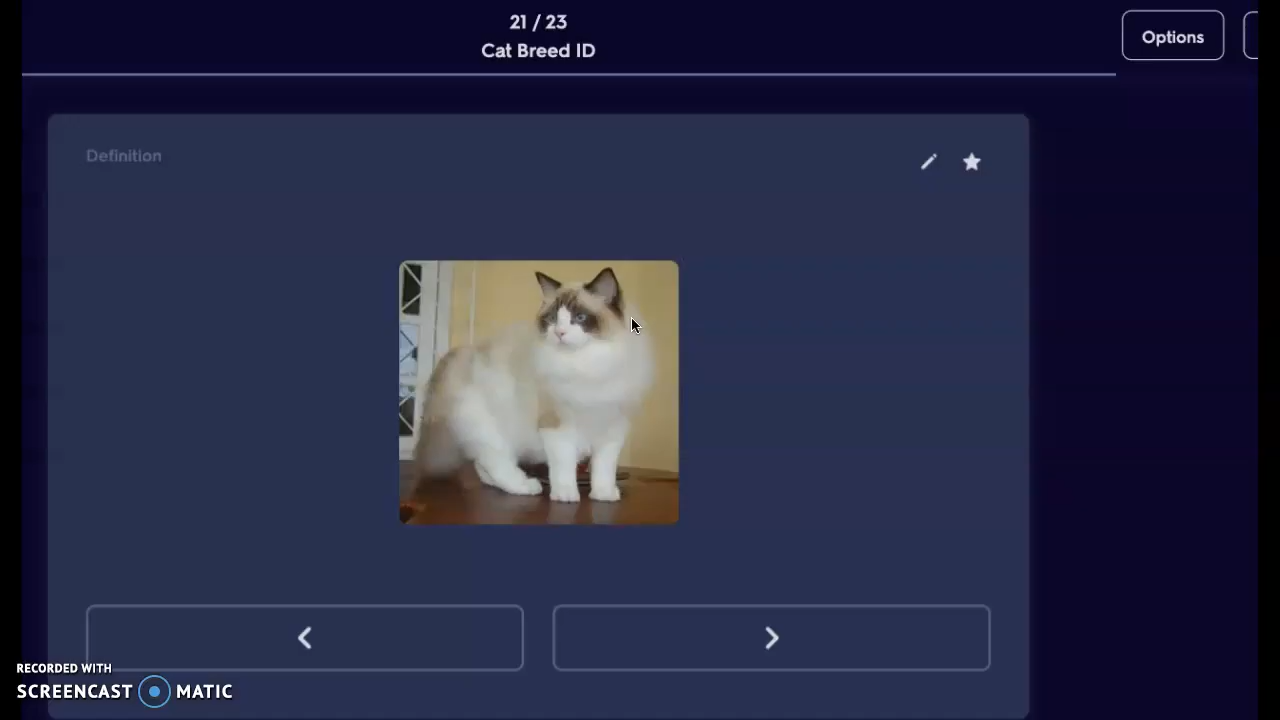 21 / 23
Cat Breed ID
Options
Definition
RECORDED WITH
SCREENCAST MATIC